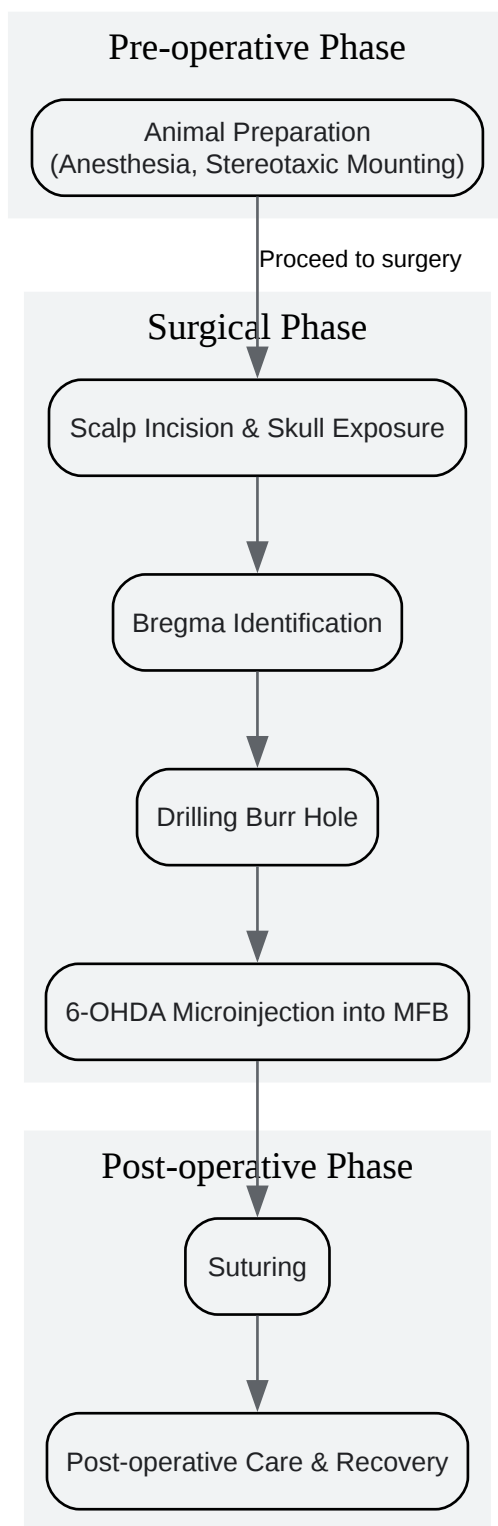 Pre-operative Phase
Animal Preparation
(Anesthesia, Stereotaxic Mounting)
Proceed to surgery
Surgical Phase
Scalp Incision & Skull Exposure
Bregma Identification
Drilling Burr Hole
6-OHDA Microinjection into MFB
Post-operative Phase
Suturing
Post-operative Care & Recovery